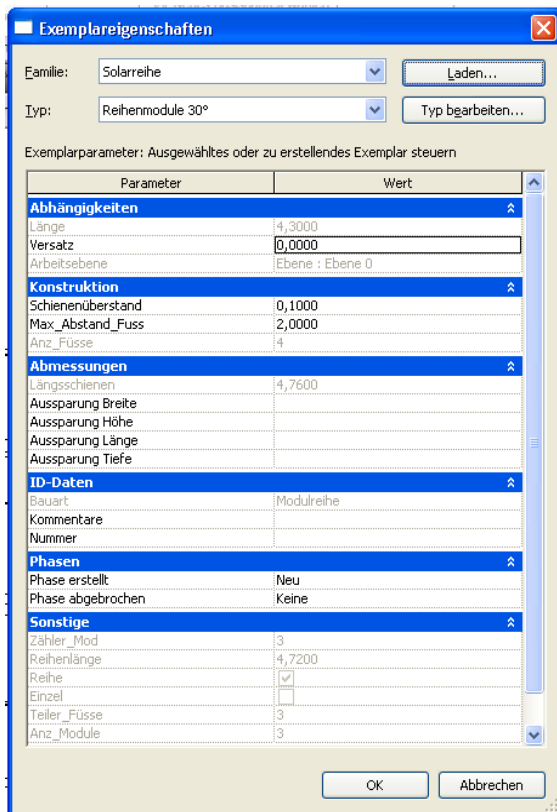 Exemplareigenschaften
Familie: Solarreihe Laden...
Typ: Reihenmodule 30° Typ bearbeiten...
Exemplarparameter: Ausgewähltes oder zu erstellendes Exemplar steuern
Parameter Wert
Abhängigkeiten
Länge 4,3000
Versatz 0,0000
Arbeitsebene Ebene : Ebene 0
Konstruktion
Schienenüberstand 0,1000
Max_Abstand_Fuss 2,0000
Anz_Füsse 4
Abmessungen
Längsschienen 4,7600
Aussparung Breite
Aussparung Höhe
Aussparung Länge
Aussparung Tiefe
ID-Daten
Bauart Modulreihe
Kommentare
Nummer
Phasen
Phase erstellt Neu
Phase abgebrochen Keine
Sonstige
Zähler_Mod 3
Reihenlänge 4,7200
Reihe
Einzel
Teiler_Füsse 3
Anz_Module 3
OK Abbrechen